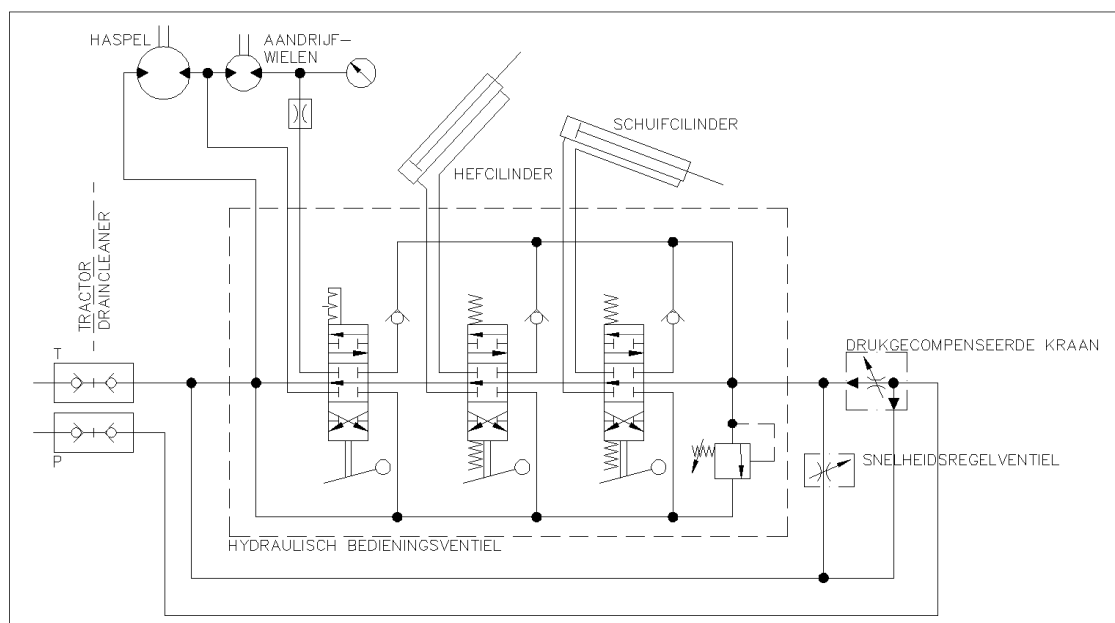 HASPEL
AANDRIJF-
WIELEN
SCHUIFCILINDER
HEFCILINDER
TRACTOR
DRAINCLEANER
T
P
DRUKGECOMPENSEERDE KRAAN
SNELHEIDSREGELVENTIEL
HYDRAULISCH BEDIENINGSVENTIEL